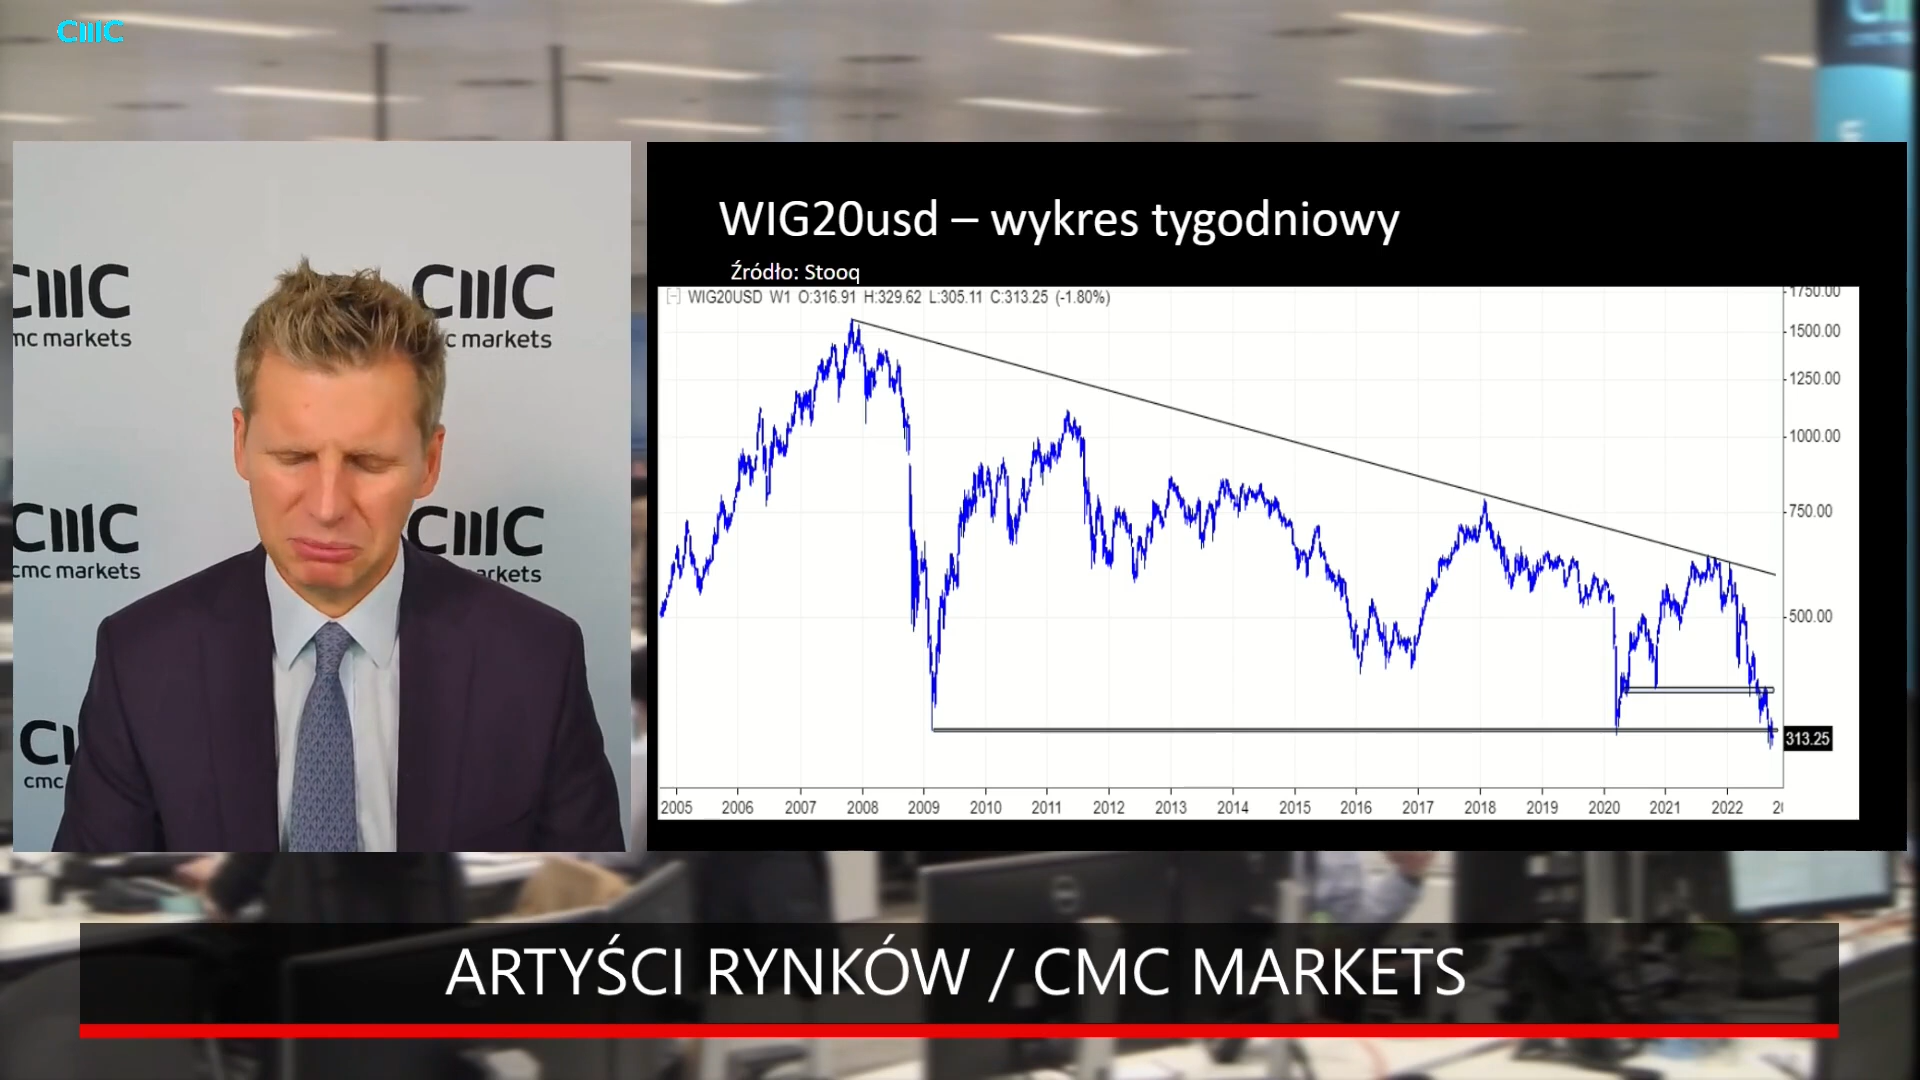 CMC
CMC
cmc markets
CMC
CMC
cmc markets
CMC
cmc
WIG20usd – wykres tygodniowy
Źródło: Stooq
WIG20USD W1 O:316.91 H:329.62 L:305.11 C:313.25 (-1.80%)
1750.00
1500.00
1250.00
1000.00
750.00
500.00
313.25
2005 2006 2007 2008 2009 2010 2011 2012 2013 2014 2015 2016 2017 2018 2019 2020 2021 2022
ARTYŚCI RYNKÓW / CMC MARKETS